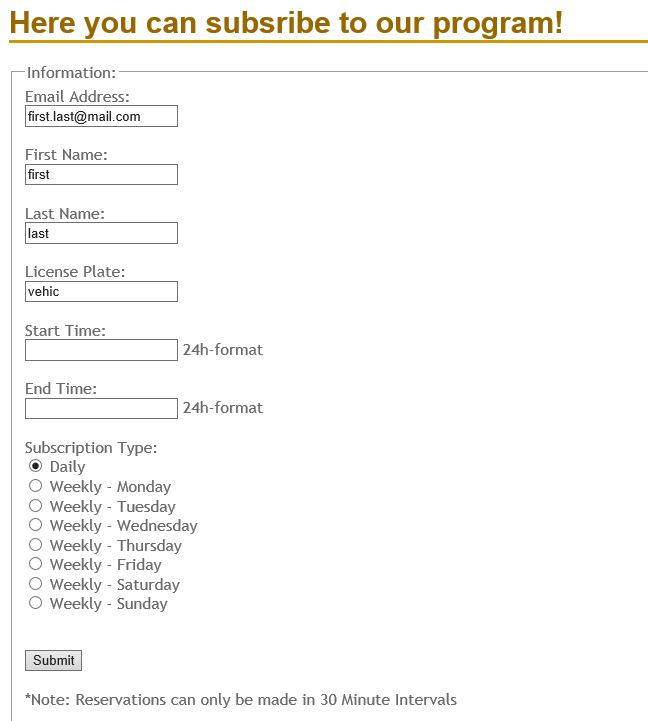 Here you can subsribe to our program!
Information:
Email Address:
first.last@mail.com
First Name:
first
Last Name:
last
License Plate:
vehic
Start Time:
24h-format
End Time:
24h-format
Subscription Type:
Daily
Weekly - Monday
Weekly - Tuesday
Weekly - Wednesday
Weekly - Thursday
Weekly - Friday
Weekly - Saturday
Weekly - Sunday
Submit
*Note: Reservations can only be made in 30 Minute Intervals